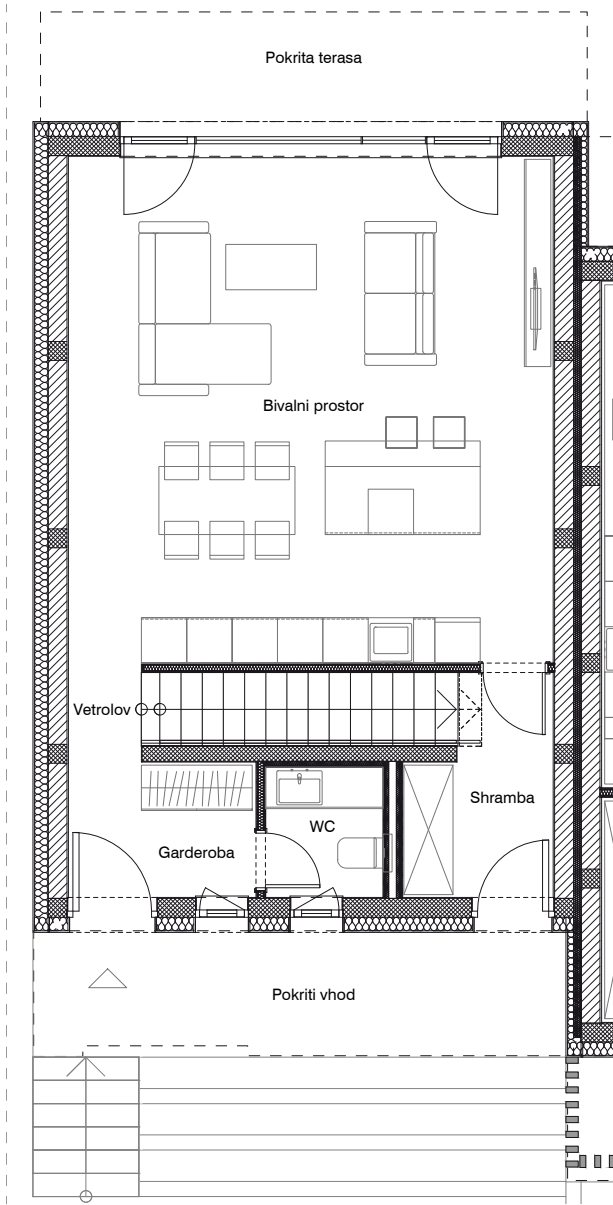 Pokrita terasa
Bivalni prostor
Vetrolov
Shramba
WC
Garderoba
Pokriti vhod